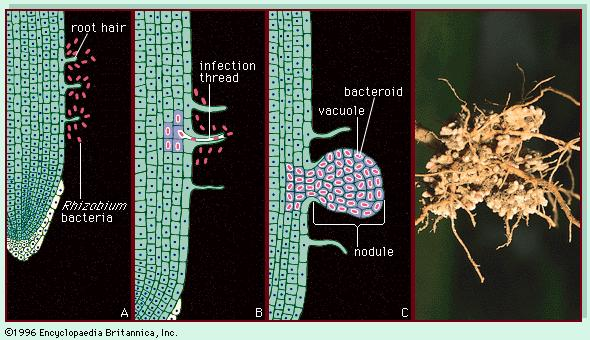 root hair
Rhizobium
bacteria
A
infection
thread
B
bacteroid
vacuole
nodule
C
©1996 Encyclopaedia Britannica, Inc.